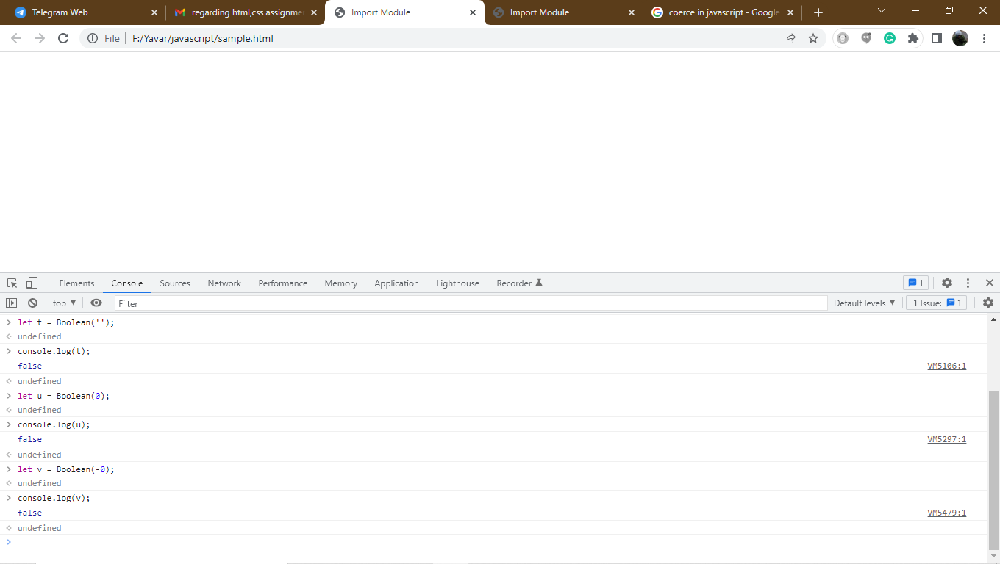 Telegram Web
regarding html,css assignme
Import Module
Import Module
coerce in javascript - Google
File
F:/Yavar/javascript/sample.html
Elements Console Sources Network Performance Memory Application Lighthouse Recorder 1
top Filter Default levels 1 Issue: 1
> let t = Boolean('');
undefined
> console.log(t);
false VM5106:1
undefined
> let u = Boolean(0);
undefined
> console.log(u);
false VM5297:1
undefined
> let v = Boolean(-0);
undefined
> console.log(v);
false VM5479:1
undefined
>